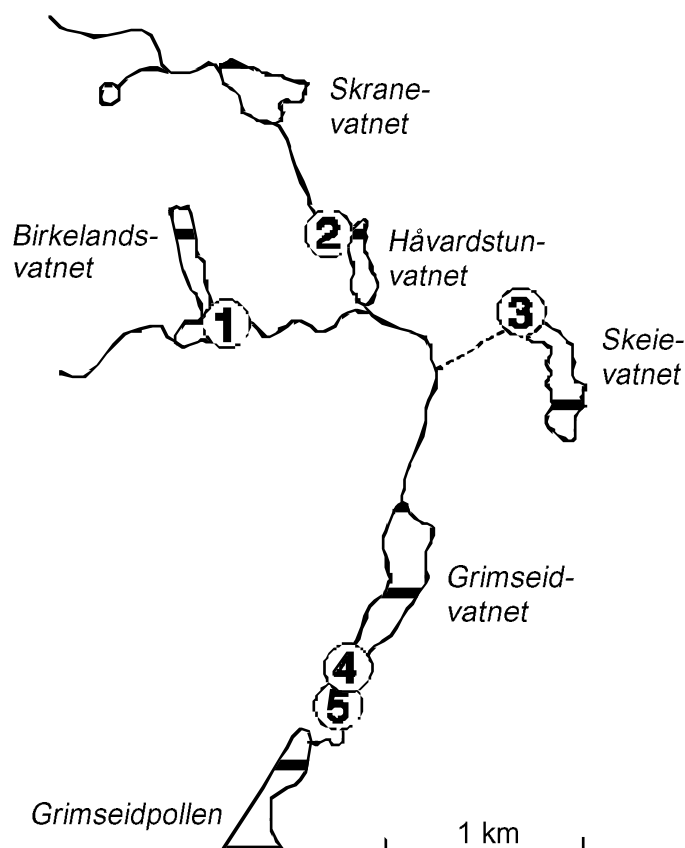 Skrane-
vatnet
Birkelands-
vatnet
2
Håvardstun-
vatnet
1
3
Skeie-
vatnet
Grimseid-
vatnet
4
5
Grimseidpollen
1 km